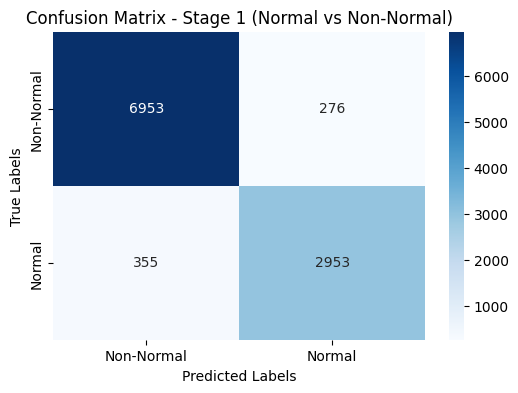 Confusion Matrix - Stage 1 (Normal vs Non-Normal)
True Labels
Non-Normal
6953
276
Normal
355
2953
Non-Normal
Normal
Predicted Labels
6000
5000
4000
3000
2000
1000